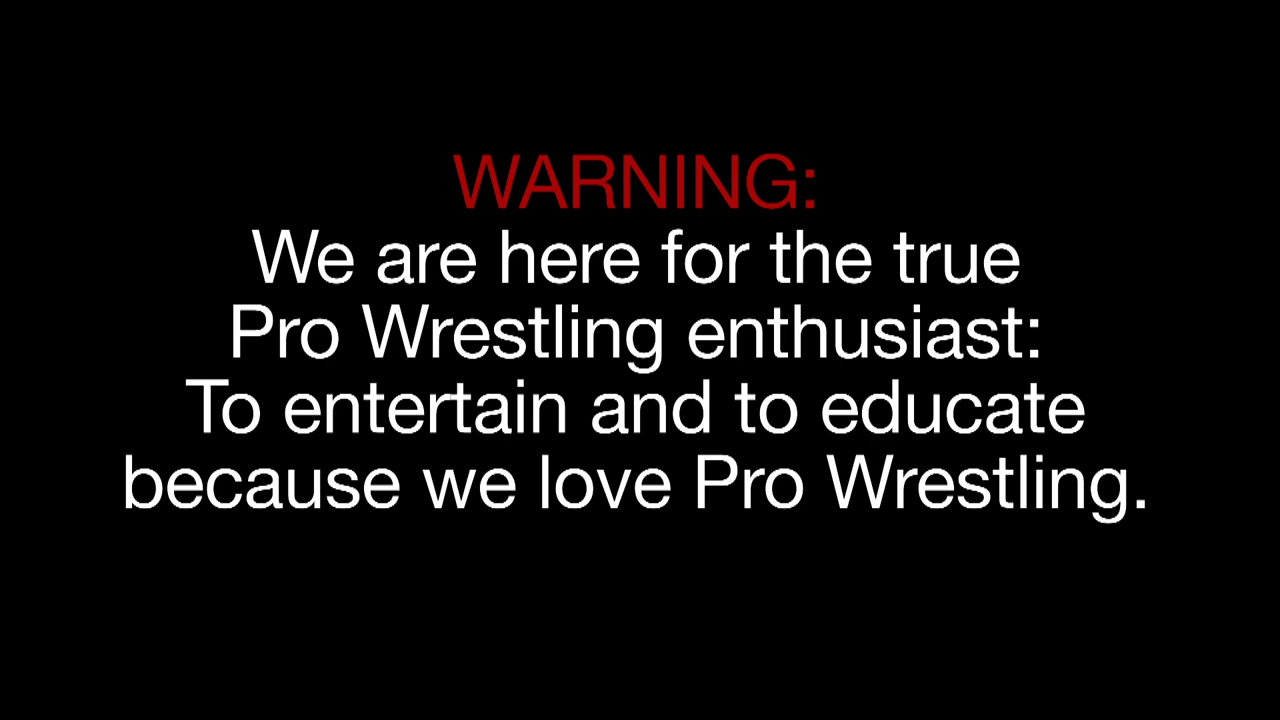 WARNING:
We are here for the true
Pro Wrestling enthusiast:
To entertain and to educate
because we love Pro Wrestling.